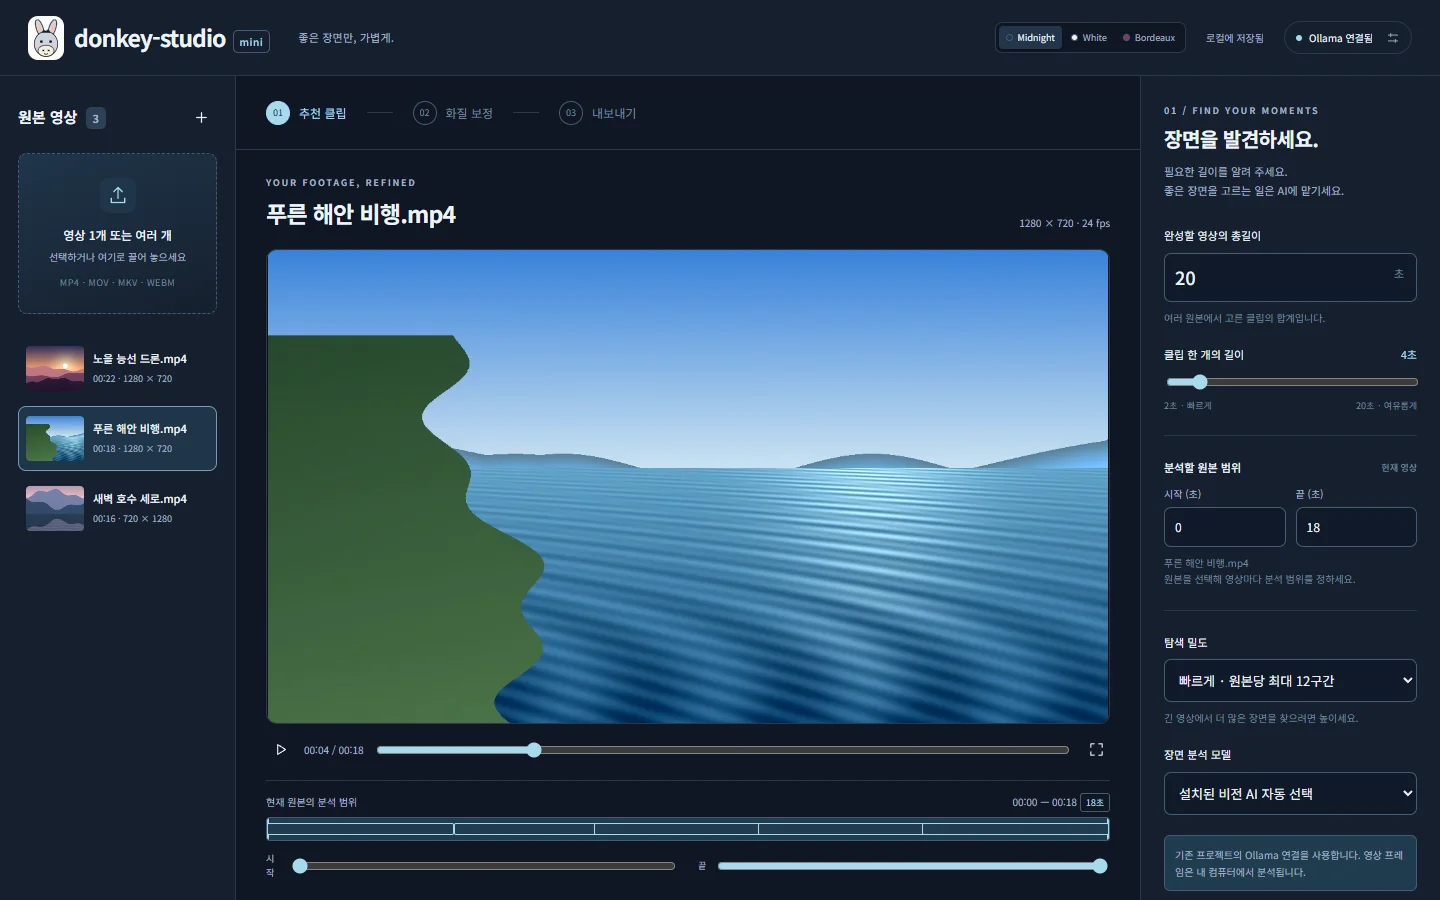 donkey-studio mini
좋은 장면만, 가볍게.
Midnight White Bordeaux
로컬에 저장됨
Ollama 연결됨
원본 영상 3
영상 1개 또는 여러 개
선택하거나 여기로 끌어 놓으세요
MP4 · MOV · MKV · WEBM
노을 능선 드론.mp4
00:22 · 1280 × 720
푸른 해안 비행.mp4
00:18 · 1280 × 720
새벽 호수 세로.mp4
00:16 · 720 × 1280
01 추천 클립
02 화질 보정
03 내보내기
YOUR FOOTAGE, REFINED
푸른 해안 비행.mp4
1280 × 720 · 24 fps
00:04 / 00:18
현재 원본의 분석 범위
00:00 — 00:18 18초
시작
끝
01 / FIND YOUR MOMENTS
장면을 발견하세요.
필요한 길이를 알려 주세요.
좋은 장면을 고르는 일은 AI에 맡기세요.
완성할 영상의 총길이
20 초
여러 원본에서 고른 클립의 합계입니다.
클립 한 개의 길이 4초
2초 · 빠르게 20초 · 여유롭게
분석할 원본 범위 현재 영상
시작 (초) 끝 (초)
0 18
푸른 해안 비행.mp4
원본을 선택해 영상마다 분석 범위를 정하세요.
탐색 밀도
빠르게 · 원본당 최대 12구간
긴 영상에서 더 많은 장면을 찾으려면 높이세요.
장면 분석 모델
설치된 비전 AI 자동 선택
기존 프로젝트의 Ollama 연결을 사용합니다. 영상 프레
임은 내 컴퓨터에서 분석됩니다.